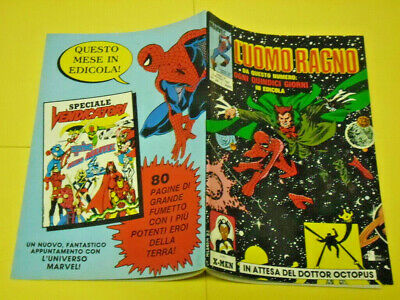 QUESTO
MESE IN
EDICOLA!
SPECIALE
VENDICATORI
80
PAGINE DI
GRANDE
FUMETTO
CON I PIÙ
POTENTI EROI
DELLA
TERRA!
UN NUOVO, FANTASTICO
APPUNTAMENTO CON
L'UNIVERSO
MARVEL!
L'UOMO RAGNO
DA QUESTO NUMERO:
OGNI QUINDICI GIORNI
IN EDICOLA
X-MEN
IN ATTESA DEL DOTTOR OCTOPUS